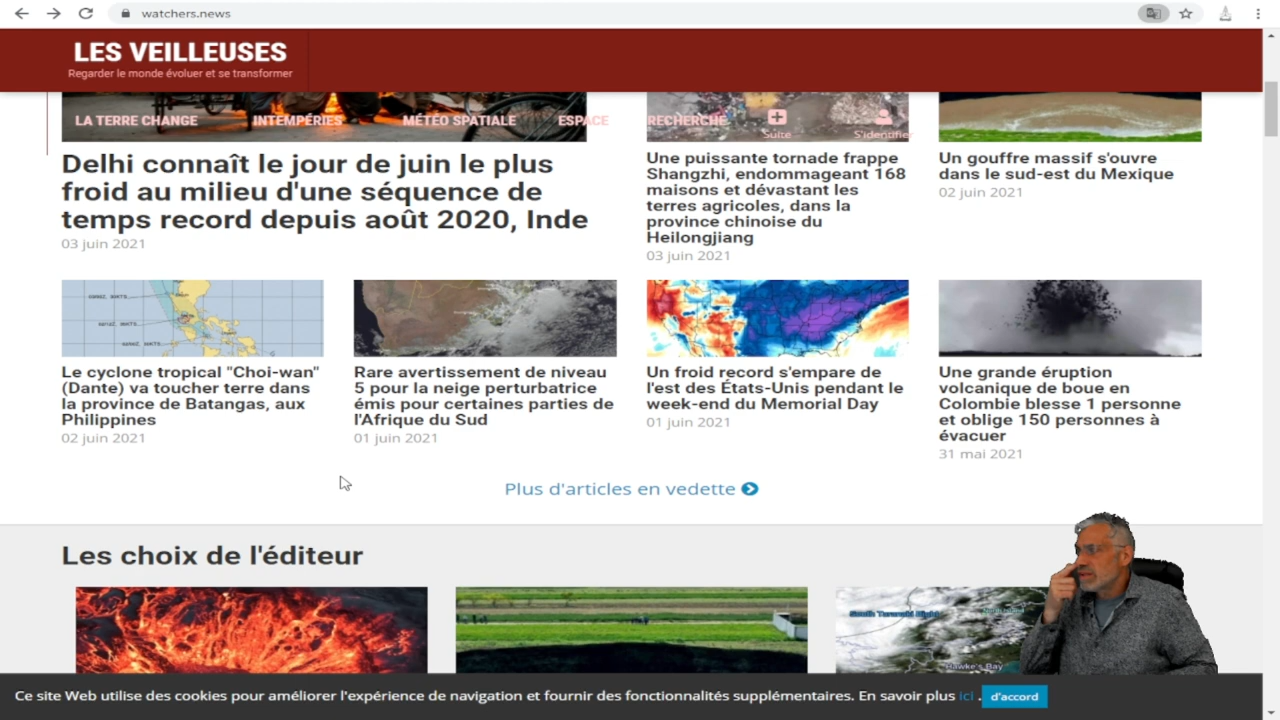 watchers.news
LES VEILLEUSES
Regarder le monde évoluer et se transformer
LA TERRE CHANGE
INTEMPÉRIES
MÉTÉO SPATIALE
ESPACE
RECHERCHE
Suite
S'identifier
Delhi connaît le jour de juin le plus
froid au milieu d'une séquence de
temps record depuis août 2020, Inde
03 juin 2021
Une puissante tornade frappe
Shangzhi, endommageant 168
maisons et dévastant les
terres agricoles, dans la
province chinoise du
Heilongjiang
03 juin 2021
Un gouffre massif s'ouvre
dans le sud-est du Mexique
02 juin 2021
Le cyclone tropical "Choi-wan"
(Dante) va toucher terre dans
la province de Batangas, aux
Philippines
02 juin 2021
Rare avertissement de niveau
5 pour la neige perturbatrice
émis pour certaines parties de
l'Afrique du Sud
01 juin 2021
Un froid record s'empare de
l'est des États-Unis pendant le
week-end du Memorial Day
01 juin 2021
Une grande éruption
volcanique de boue en
Colombie blesse 1 personne
et oblige 150 personnes à
évacuer
31 mai 2021
Plus d'articles en vedette
Les choix de l'éditeur
South Taranaki Bight
Hawke's Bay
Ce site Web utilise des cookies pour améliorer l'expérience de navigation et fournir des fonctionnalités supplémentaires. En savoir plus ici .
d'accord